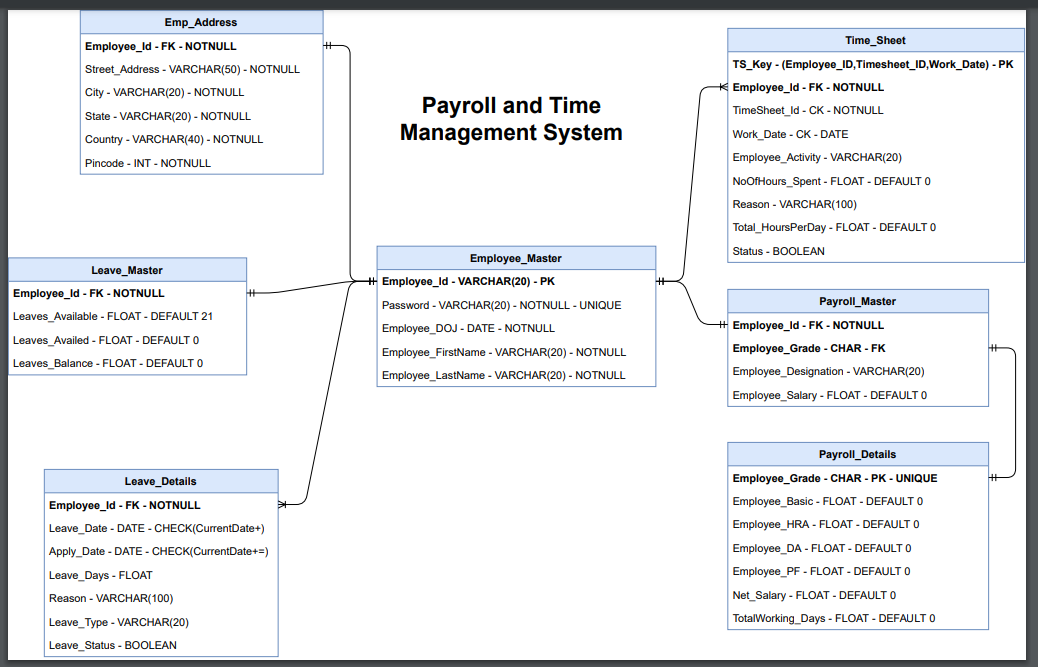 Emp_Address
Employee_Id - FK - NOTNULL
Street_Address - VARCHAR(50) - NOTNULL
City - VARCHAR(20) - NOTNULL
State - VARCHAR(20) - NOTNULL
Country - VARCHAR(40) - NOTNULL
Pincode - INT - NOTNULL
Payroll and Time
Management System
Time_Sheet
TS_Key - (Employee_ID,Timesheet_ID,Work_Date) - PK
Employee_Id - FK - NOTNULL
TimeSheet_Id - CK - NOTNULL
Work_Date - CK - DATE
Employee_Activity - VARCHAR(20)
NoOfHours_Spent - FLOAT - DEFAULT 0
Reason - VARCHAR(100)
Total_HoursPerDay - FLOAT - DEFAULT 0
Status - BOOLEAN
Leave_Master
Employee_Id - FK - NOTNULL
Leaves_Available - FLOAT - DEFAULT 21
Leaves_Availed - FLOAT - DEFAULT 0
Leaves_Balance - FLOAT - DEFAULT 0
Employee_Master
Employee_Id - VARCHAR(20) - PK
Password - VARCHAR(20) - NOTNULL - UNIQUE
Employee_DOJ - DATE - NOTNULL
Employee_FirstName - VARCHAR(20) - NOTNULL
Employee_LastName - VARCHAR(20) - NOTNULL
Payroll_Master
Employee_Id - FK - NOTNULL
Employee_Grade - CHAR - FK
Employee_Designation - VARCHAR(20)
Employee_Salary - FLOAT - DEFAULT 0
Leave_Details
Employee_Id - FK - NOTNULL
Leave_Date - DATE - CHECK(CurrentDate+)
Apply_Date - DATE - CHECK(CurrentDate+=)
Leave_Days - FLOAT
Reason - VARCHAR(100)
Leave_Type - VARCHAR(20)
Leave_Status - BOOLEAN
Payroll_Details
Employee_Grade - CHAR - PK - UNIQUE
Employee_Basic - FLOAT - DEFAULT 0
Employee_HRA - FLOAT - DEFAULT 0
Employee_DA - FLOAT - DEFAULT 0
Employee_PF - FLOAT - DEFAULT 0
Net_Salary - FLOAT - DEFAULT 0
TotalWorking_Days - FLOAT - DEFAULT 0